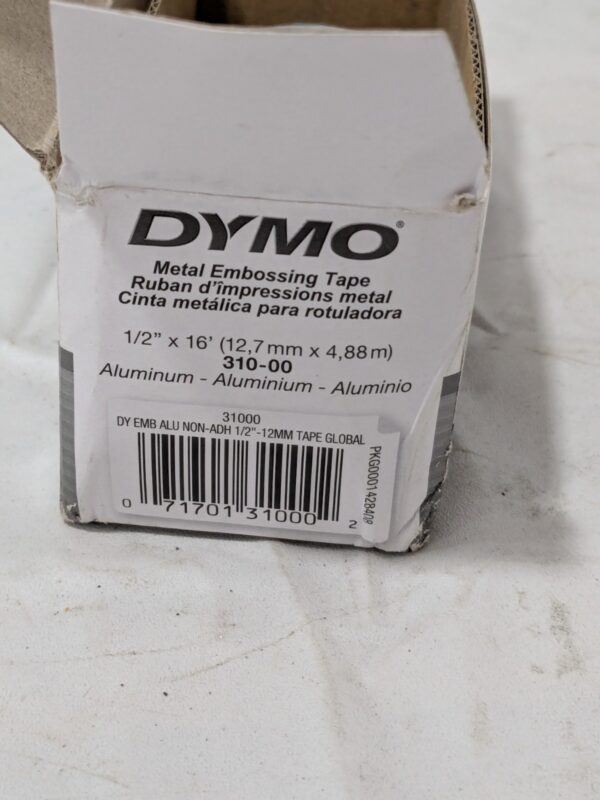 DYMO®
Metal Embossing Tape
Ruban d'impressions metal
Cinta metálica para rotuladora
1/2" x 16' (12,7 mm x 4,88 m)
310-00
Aluminum - Aluminium - Aluminio
31000
DY EMB ALU NON-ADH 1/2"-12MM TAPE GLOBAL
0 71701 31000 2